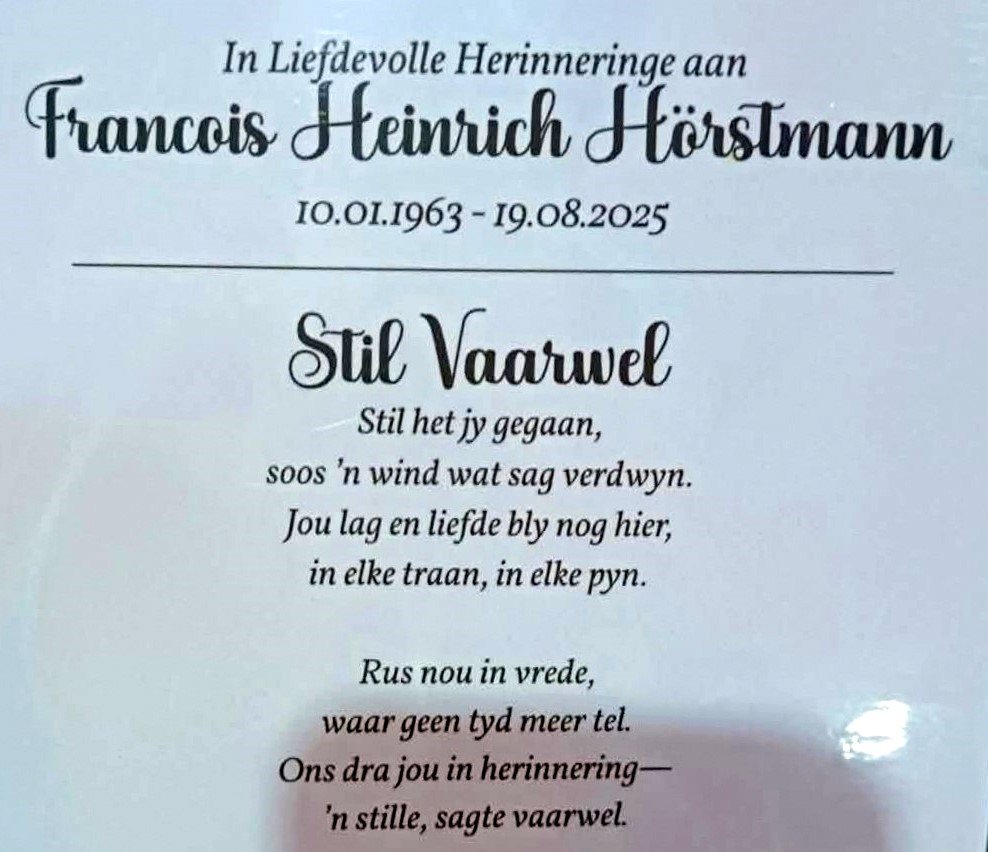 In Liefdevolle Herinneringe aan
Francois Heinrich Hörstmann
10.01.1963 - 19.08.2025
Stil Vaarwel
Stil het jy gegaan,
soos 'n wind wat sag verdwyn.
Jou lag en liefde bly nog hier,
in elke traan, in elke pyn.
Rus nou in vrede,
waar geen tyd meer tel.
Ons dra jou in herinnering—
'n stille, sagte vaarwel.